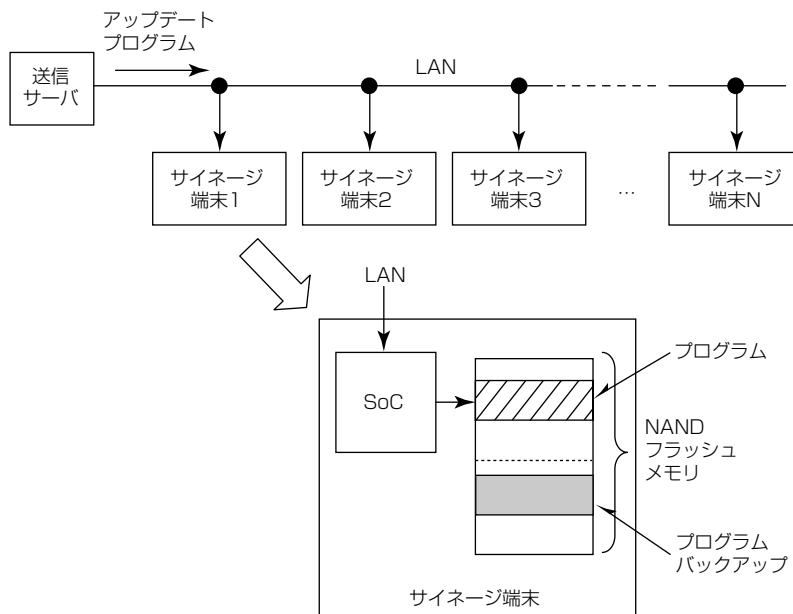 アップデート
プログラム
送信
サーバ
LAN
サイネージ
端末1
サイネージ
端末2
サイネージ
端末3
...
サイネージ
端末N
LAN
SoC
プログラム
NAND
フラッシュ
メモリ
プログラム
バックアップ
サイネージ端末